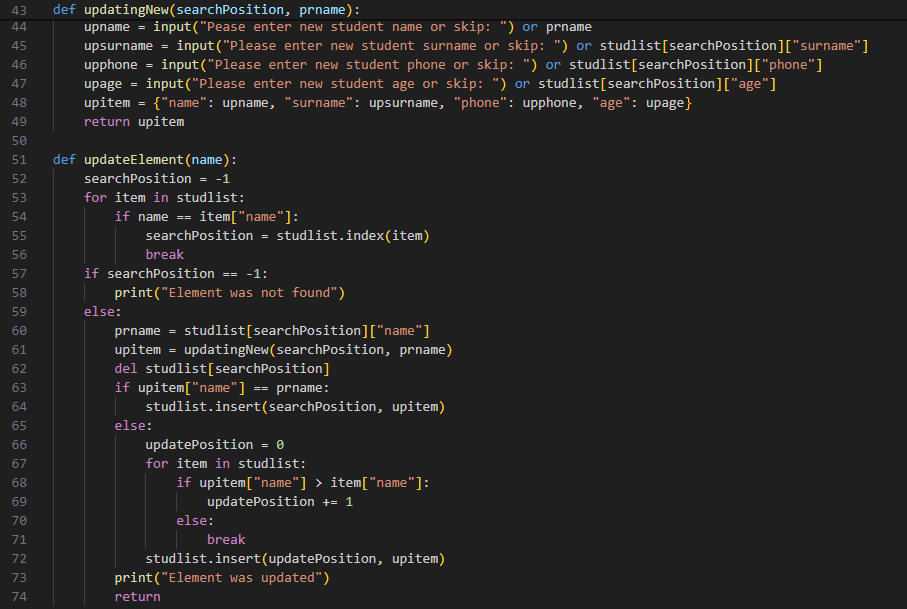 43 def updatingNew(searchPosition, prname):
44     upname = input("Pease enter new student name or skip: ") or prname
45     upsurname = input("Please enter new student surname or skip: ") or studlist[searchPosition]["surname"]
46     upphone = input("Please enter new student phone or skip: ") or studlist[searchPosition]["phone"]
47     upage = input("Please enter new student age or skip: ") or studlist[searchPosition]["age"]
48     upitem = {"name": upname, "surname": upsurname, "phone": upphone, "age": upage}
49     return upitem
50
51 def updateElement(name):
52     searchPosition = -1
53     for item in studlist:
54         if name == item["name"]:
55             searchPosition = studlist.index(item)
56             break
57     if searchPosition == -1:
58         print("Element was not found")
59     else:
60         prname = studlist[searchPosition]["name"]
61         upitem = updatingNew(searchPosition, prname)
62         del studlist[searchPosition]
63         if upitem["name"] == prname:
64             studlist.insert(searchPosition, upitem)
65         else:
66             updatePosition = 0
67             for item in studlist:
68                 if upitem["name"] > item["name"]:
69                     updatePosition += 1
70                 else:
71                     break
72             studlist.insert(updatePosition, upitem)
73         print("Element was updated")
74         return